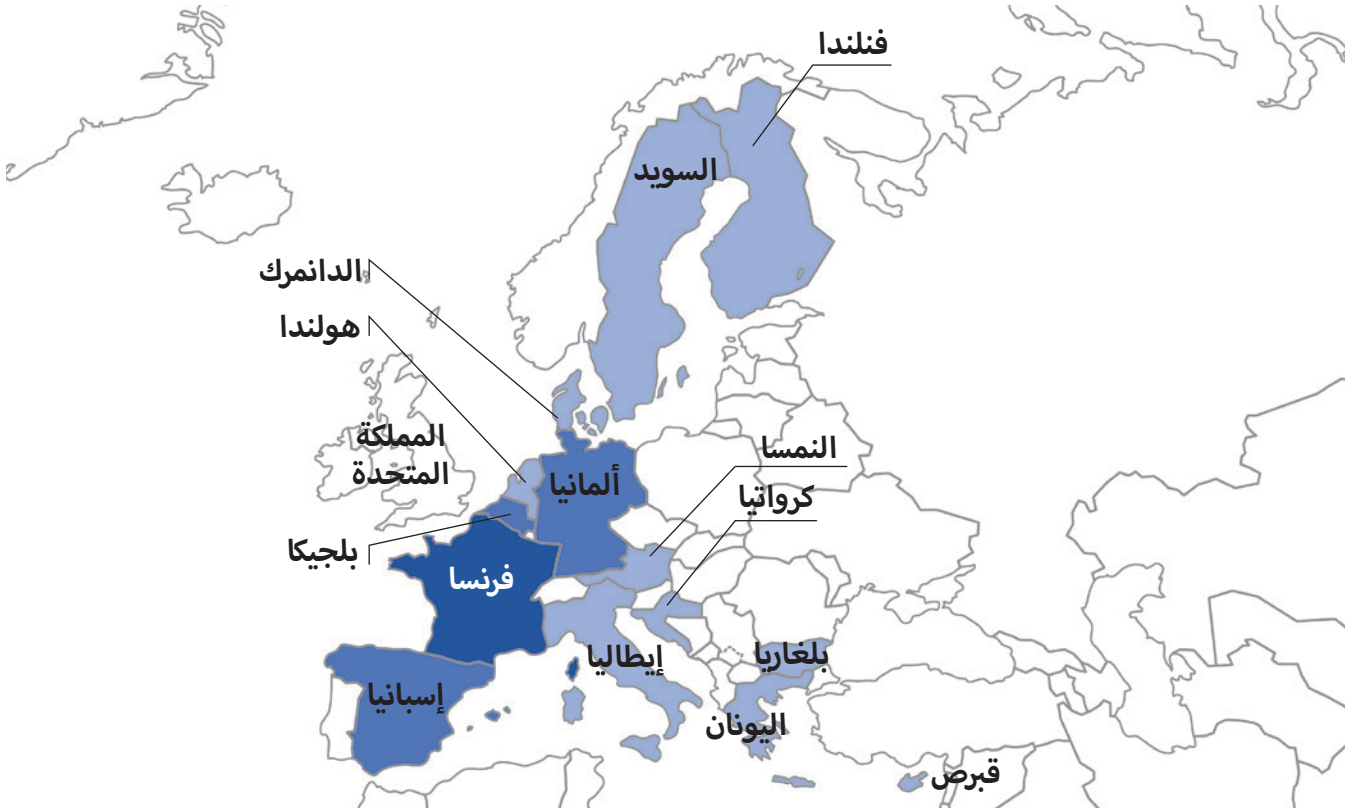 فنلندا
السويد
الدانمرك
هولندا
المملكة
المتحدة
ألمانيا
النمسا
كرواتيا
بلجيكا
فرنسا
إيطاليا
بلغاريا
إسبانيا
اليونان
قبرص